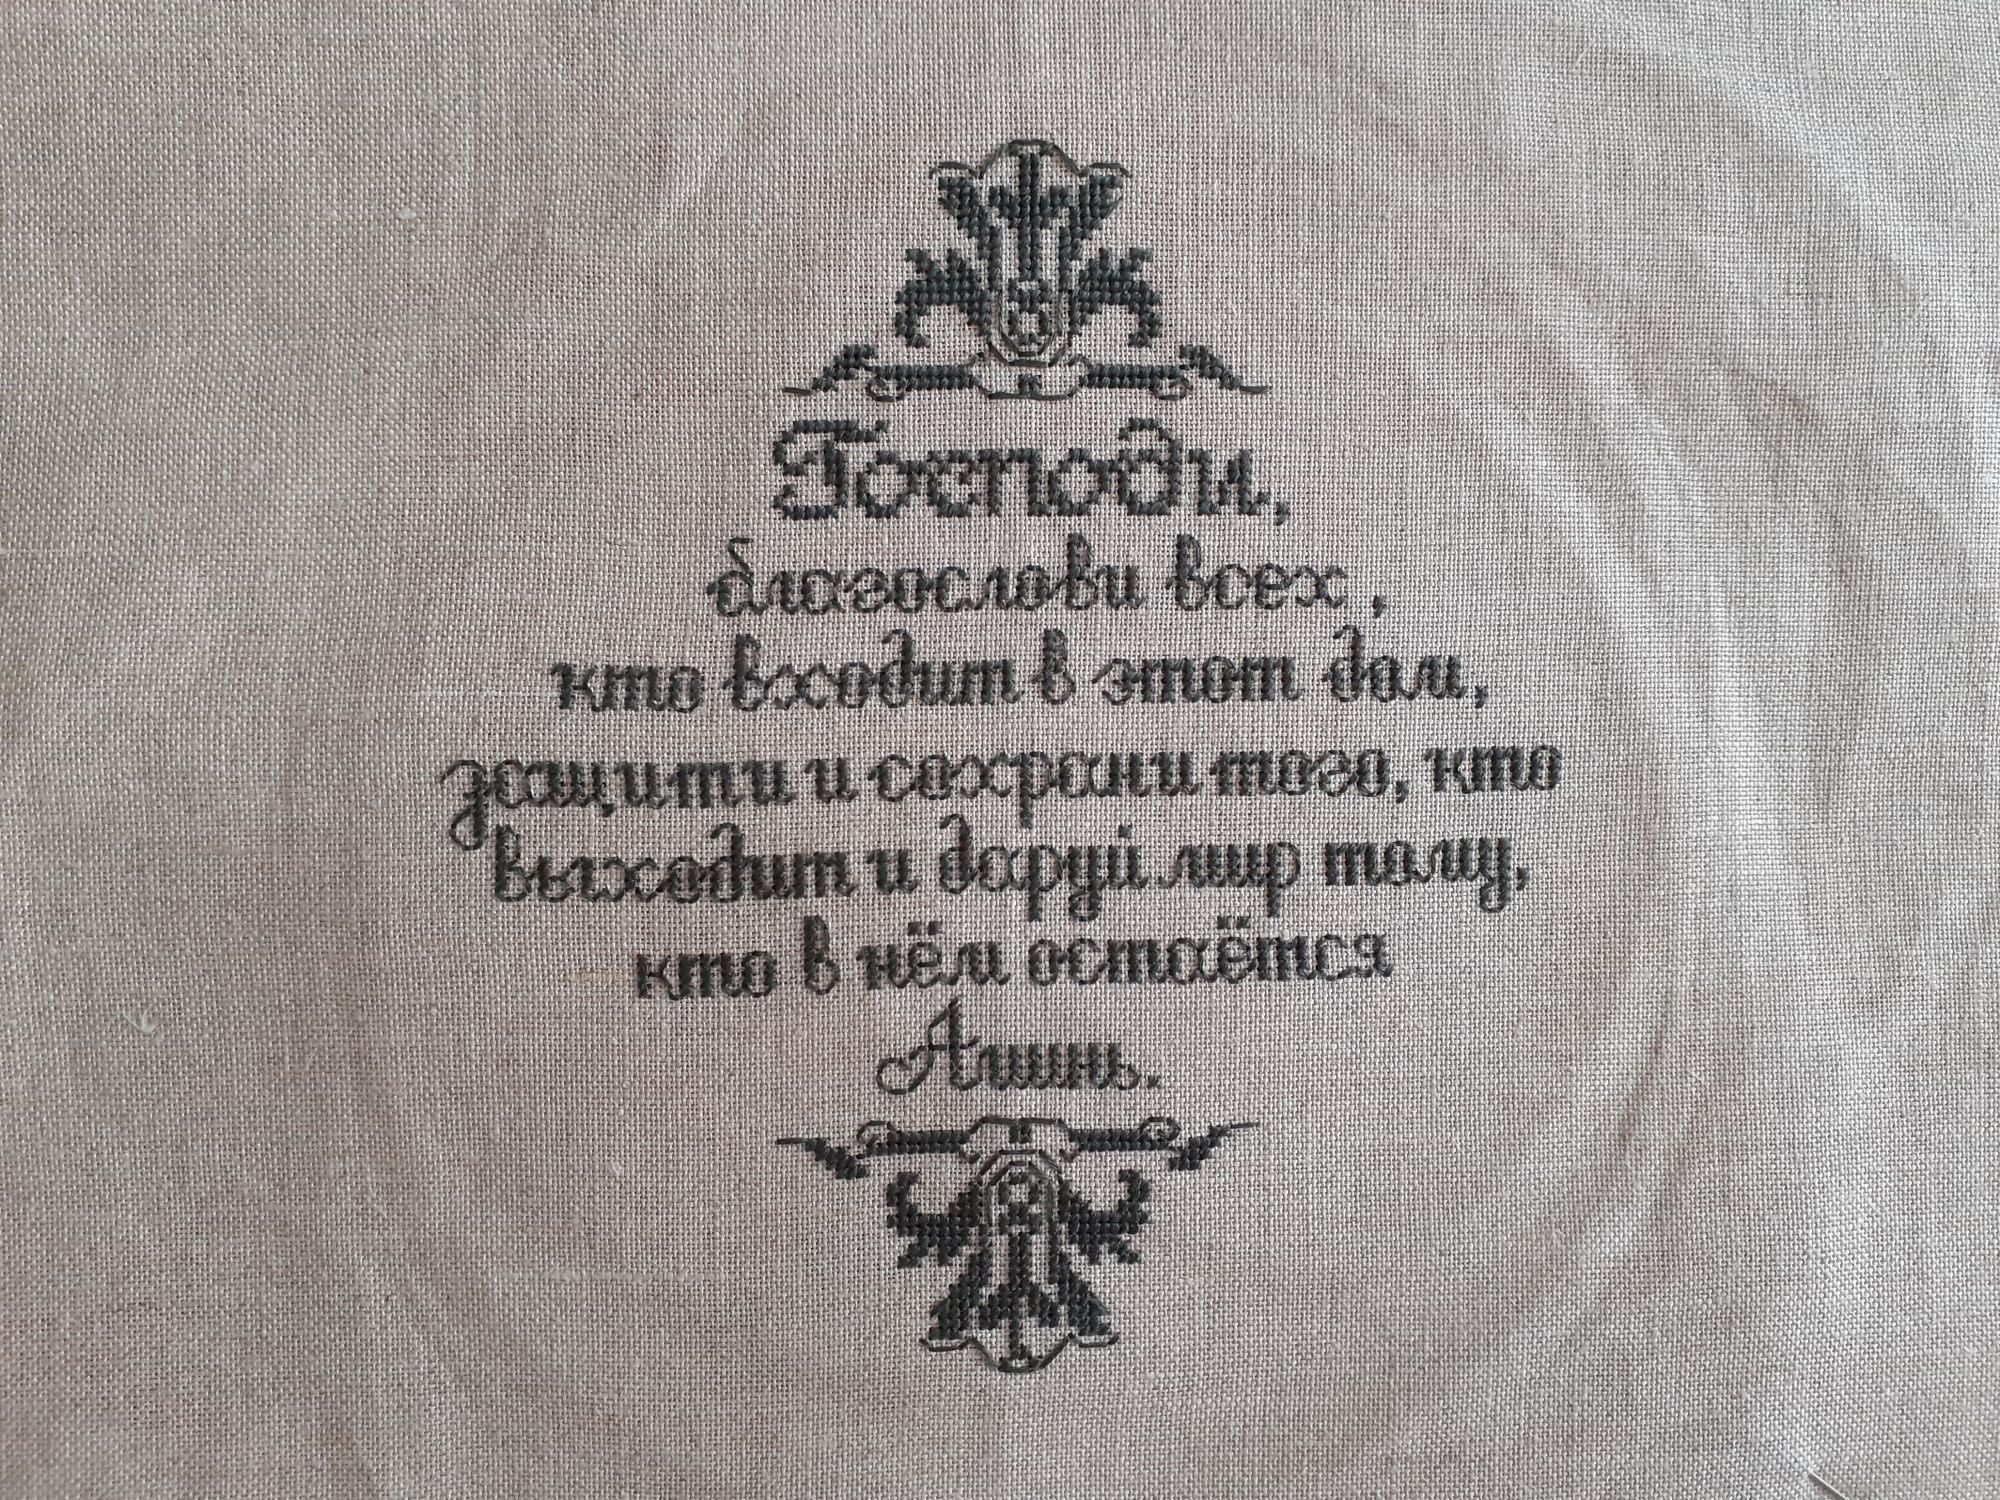 Господи,
благослови всех,
кто входит в этот дом,
защити и сохрани того, кто
выходит и даруй мир тому,
кто в нём остаётся
Аминь.